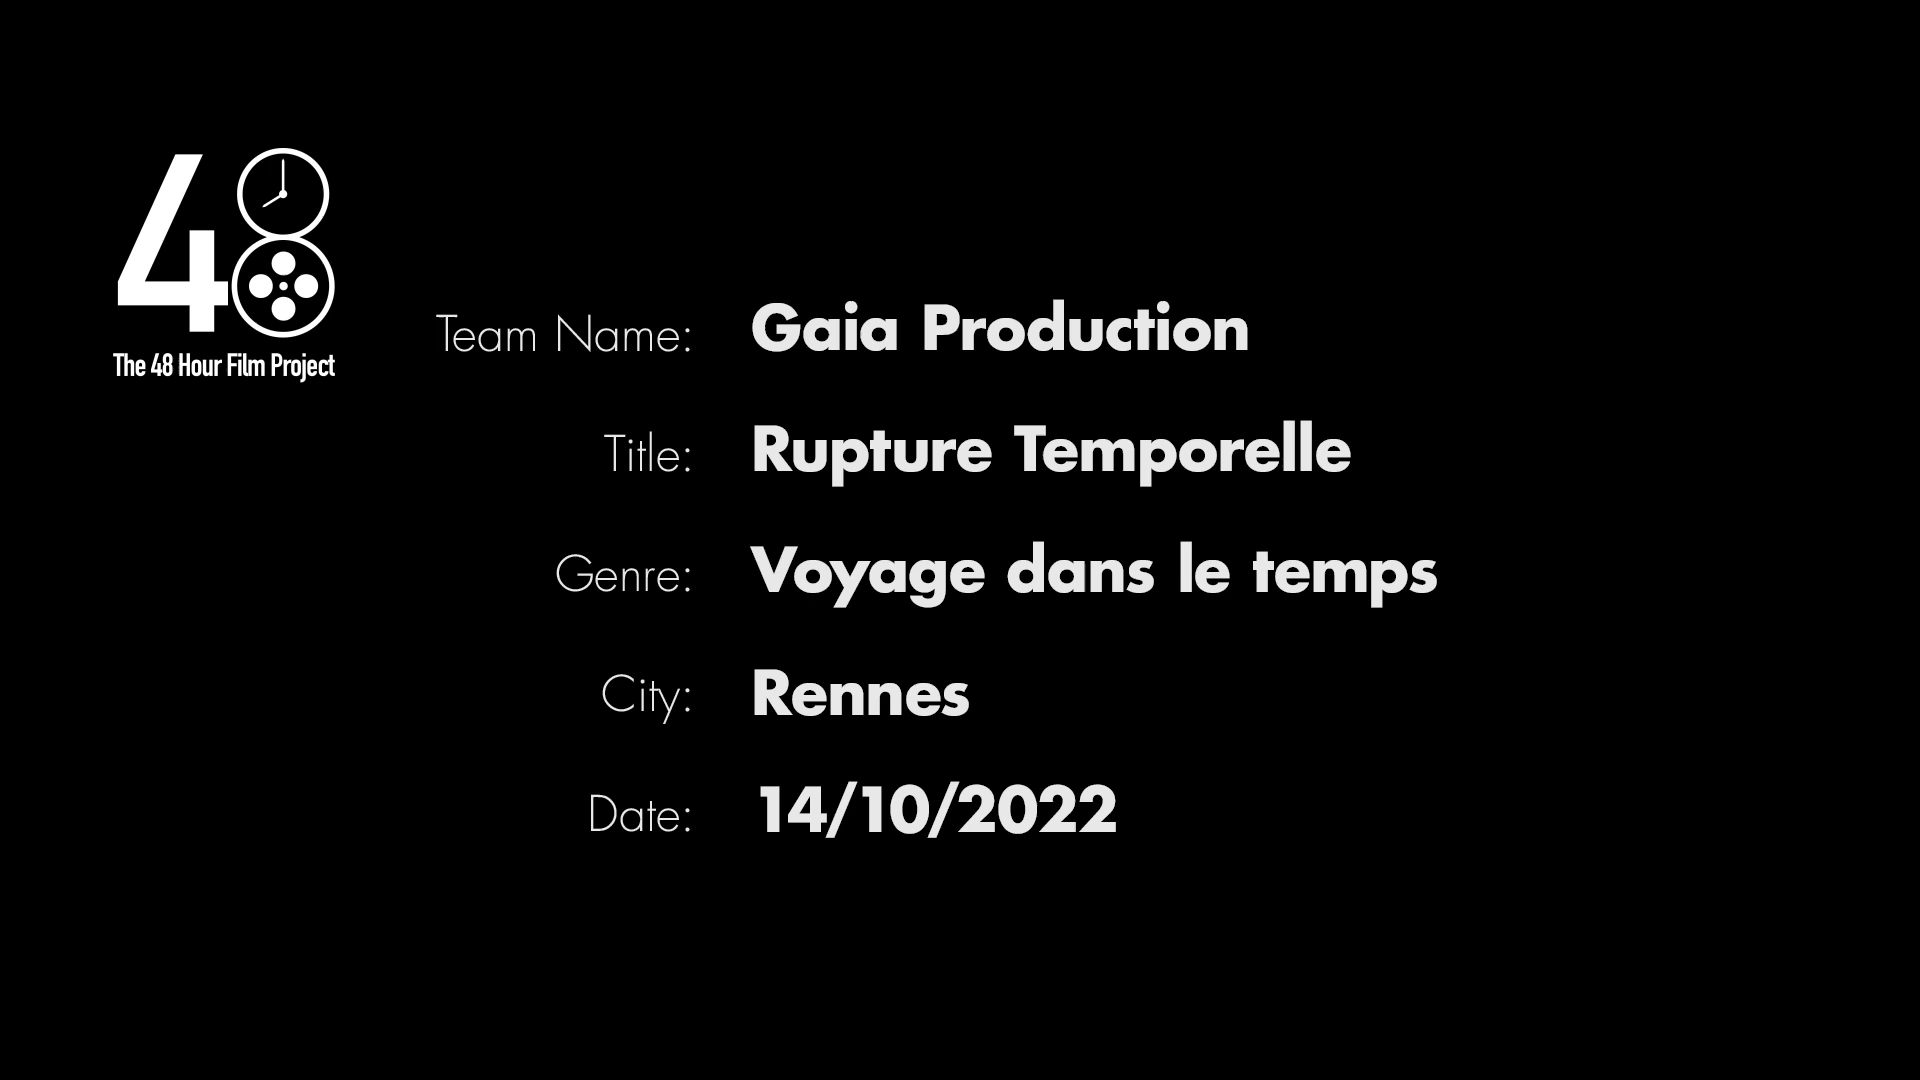 48
The 48 Hour Film Project
Team Name: Gaia Production
Title: Rupture Temporelle
Genre: Voyage dans le temps
City: Rennes
Date: 14/10/2022